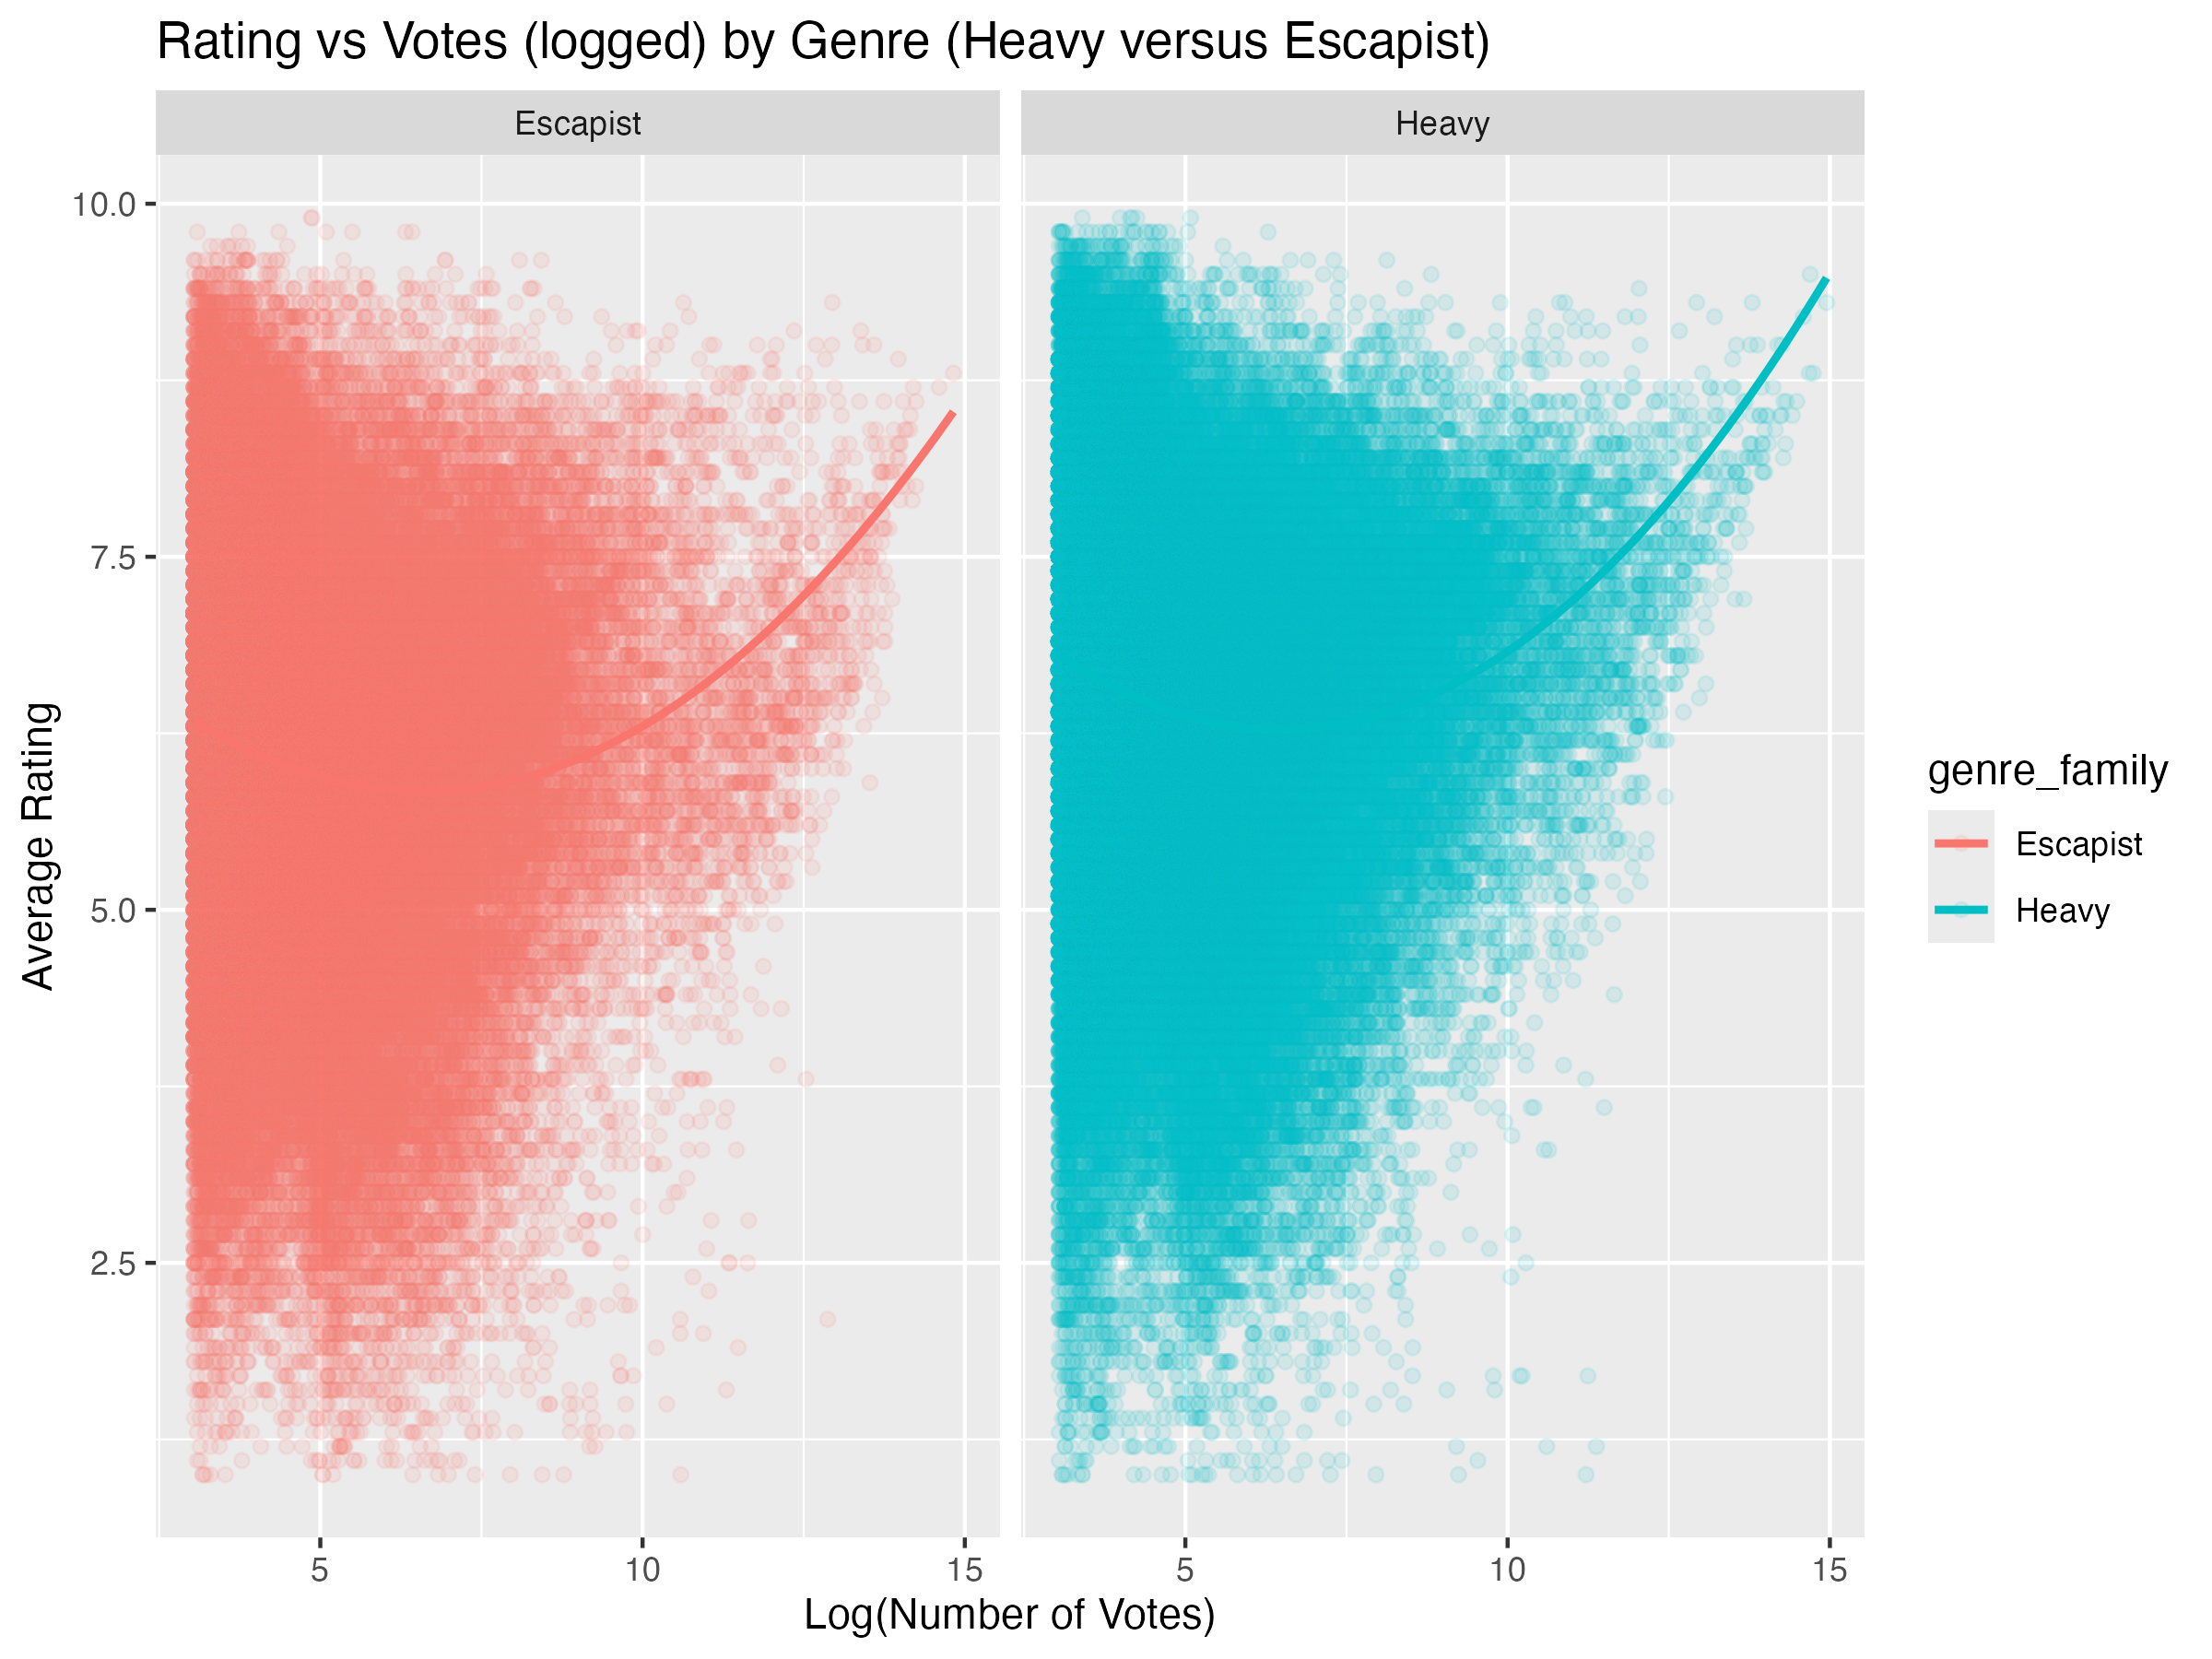 Rating vs Votes (logged) by Genre (Heavy versus Escapist)
Escapist
Heavy
10.0
7.5
5.0
2.5
Average Rating
5
10
15
5
10
15
Log(Number of Votes)
genre_family
Escapist
Heavy